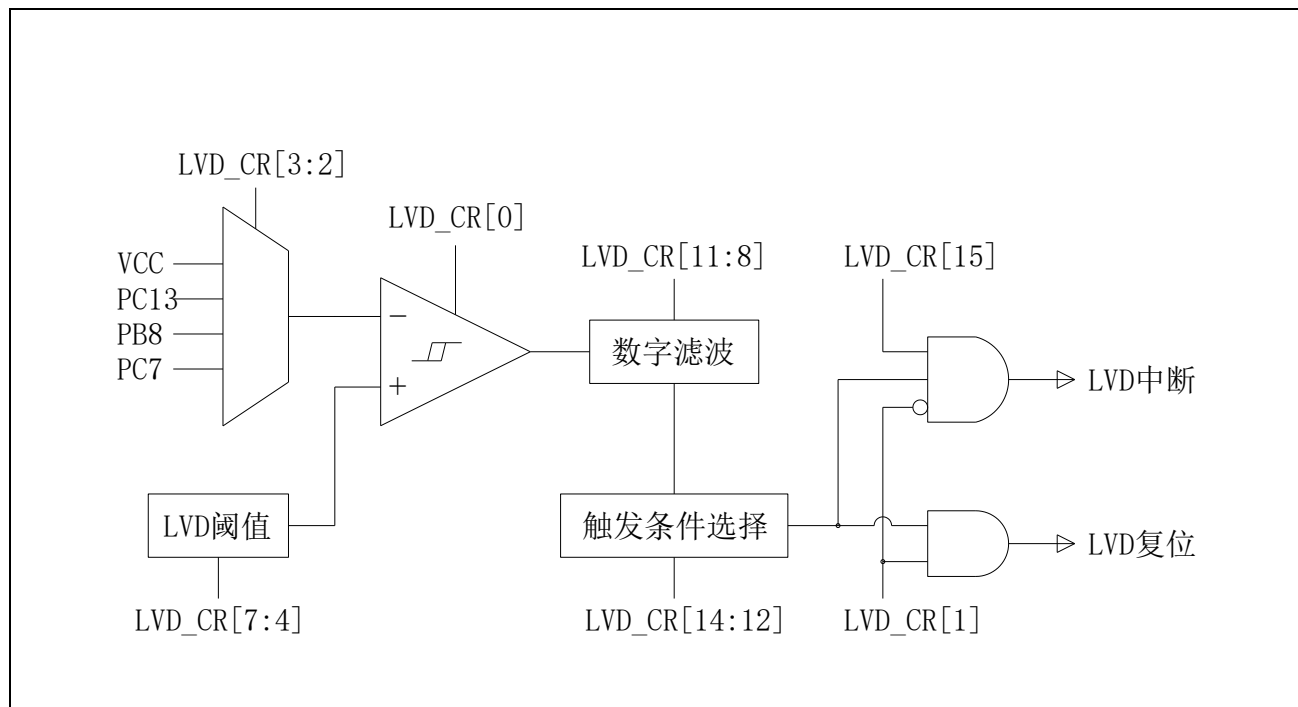 LVD_CR[3:2]
LVD_CR[0]
LVD_CR[11:8]
LVD_CR[15]
VCC
PC13
PB8
PC7
数字滤波
LVD中断
LVD阈值
触发条件选择
LVD复位
LVD_CR[7:4]
LVD_CR[14:12]
LVD_CR[1]